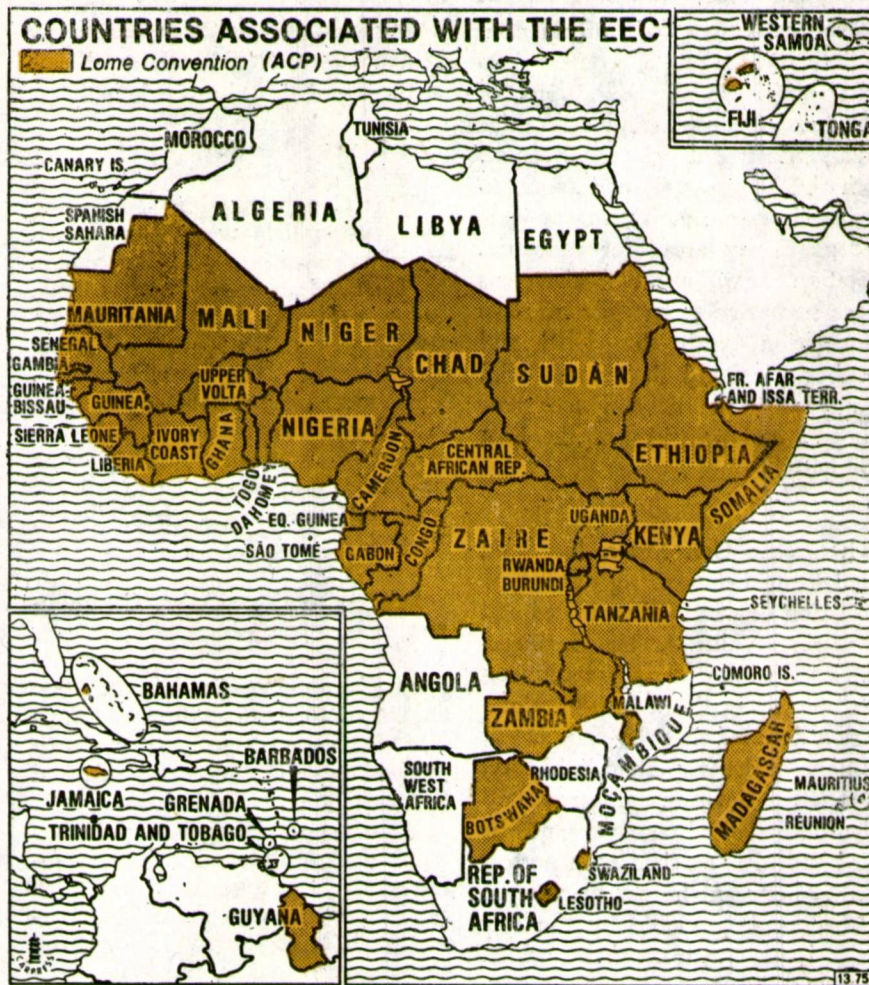 COUNTRIES ASSOCIATED WITH THE EEC
Lome Convention (ACP)
WESTERN
SAMOA
FIJI
TONGA
MOROCCO
TUNISIA
CANARY IS.
ALGERIA
LIBYA
EGYPT
SPANISH
SAHARA
MAURITANIA
MALI
NIGER
CHAD
SUDAN
SENEGAL
GAMBIA
GUINEA-
BISSAU
GUINEA
UPPER
VOLTA
NIGERIA
FR. AFAR
AND ISSA TERR.
SIERRA LEONE
IVORY
COAST
GHANA
LIBERIA
TOGO
DAHOMEY
CAMEROON
CENTRAL
AFRICAN REP.
ETHIOPIA
SOMALIA
EQ. GUINEA
SÃO TOMÉ
GABON
CONGO
ZAIRE
UGANDA
KENYA
RWANDA
BURUNDI
TANZANIA
SEYCHELLES
COMORO IS.
ANGOLA
ZAMBIA
MALAWI
MOÇAMBIQUE
MADAGASCAR
MAURITIUS
RÉUNION
SOUTH
WEST
AFRICA
BOTSWANA
RHODESIA
SWAZILAND
REP. OF
SOUTH
AFRICA
LESOTHO
BAHAMAS
BARBADOS
JAMAICA
GRENADA
TRINIDAD AND TOBAGO
GUYANA
CARPRESS
13 75